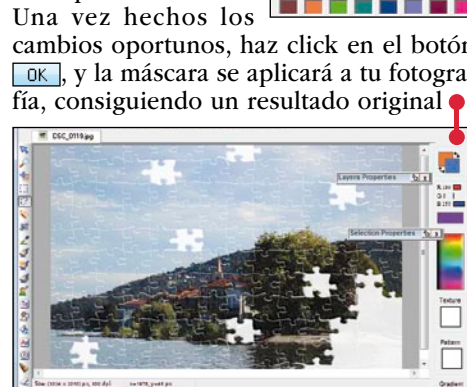 Una vez hechos los
cambios oportunos, haz click en el botón
OK , y la máscara se aplicará a tu fotogra-
fía, consiguiendo un resultado original
DSC_0119.jpg
Layers Properties
Selection Properties
Texture
Pattern
Gradient